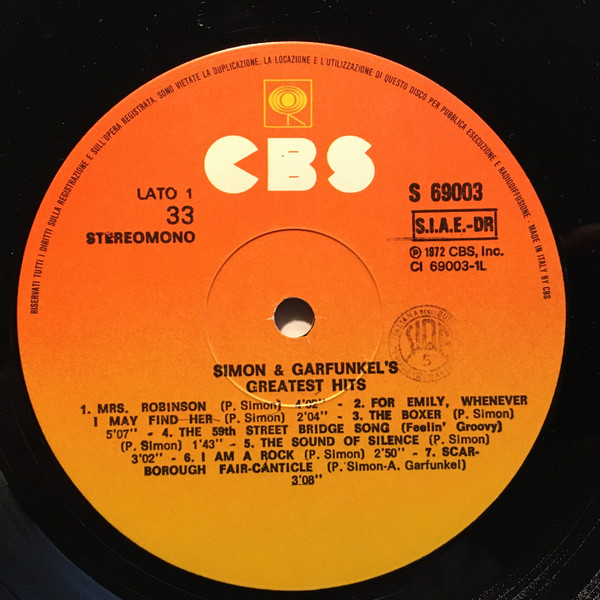 RISERVATI TUTTI I DIRITTI SULLA REGISTRAZIONE E SULL'OPERA REGISTRATA. SONO VIETATE LA DUPLICAZIONE, LA LOCAZIONE E L'UTILIZZAZIONE DI QUESTO DISCO PER PUBBLICA ESECUZIONE E RADIODIFFUSIONE - MADE IN ITALY BY CBS
CBS
LATO 1
33
STEREOMONO
S 69003
S.I.A.E.-DR
℗ 1972 CBS, Inc.
CI 69003-1L
5
SIMON & GARFUNKEL'S
GREATEST HITS
1. MRS. ROBINSON (P. Simon) 4'02" - 2. FOR EMILY, WHENEVER
I MAY FIND HER (P. Simon) 2'04" - 3. THE BOXER (P. Simon)
5'07" - 4. THE 59th STREET BRIDGE SONG (Feelin' Groovy)
(P. Simon) 1'43" - 5. THE SOUND OF SILENCE (P. Simon)
3'02" - 6. I AM A ROCK (P. Simon) 2'50" - 7. SCAR-
BOROUGH FAIR-CANTICLE (P. Simon-A. Garfunkel)
3'08"